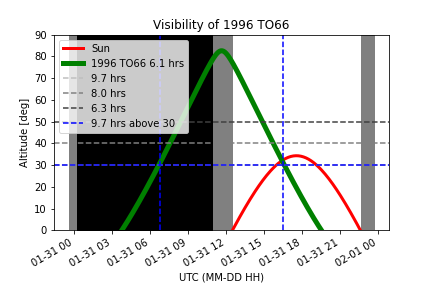 Visibility of 1996 TO66
Altitude [deg]
90
80
70
60
50
40
30
20
10
0
Sun
1996 TO66 6.1 hrs
9.7 hrs
8.0 hrs
6.3 hrs
9.7 hrs above 30
01-31 00
01-31 03
01-31 06
01-31 09
01-31 12
01-31 15
01-31 18
01-31 21
02-01 00
UTC (MM-DD HH)